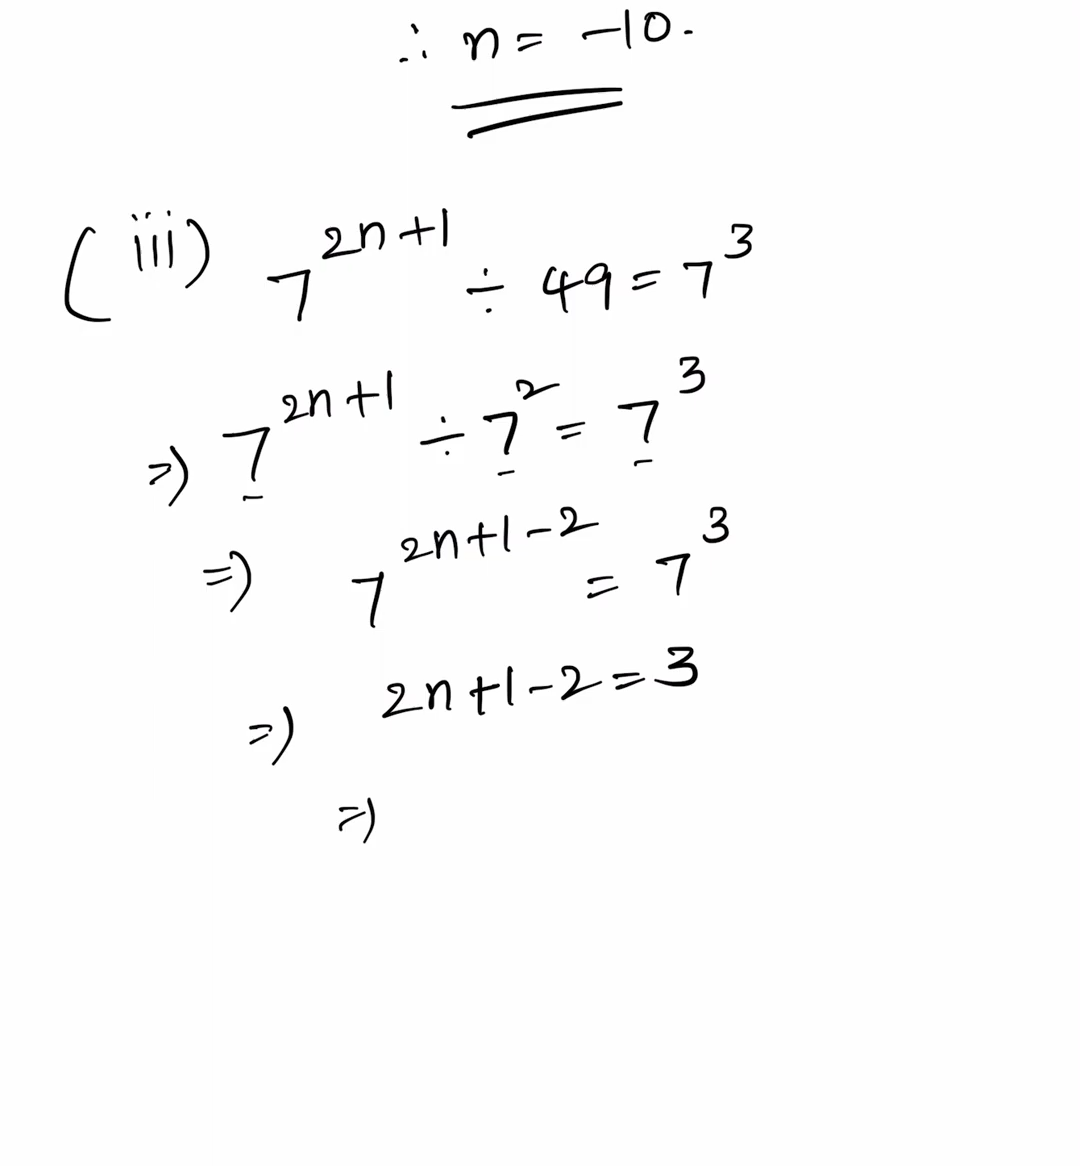 ∴ n = -10.
(iii) 7^{2n+1} ÷ 49 = 7^3
⇒ 7^{2n+1} ÷ 7^2 = 7^3
⇒ 7^{2n+1-2} = 7^3
⇒ 2n+1-2=3
⇒